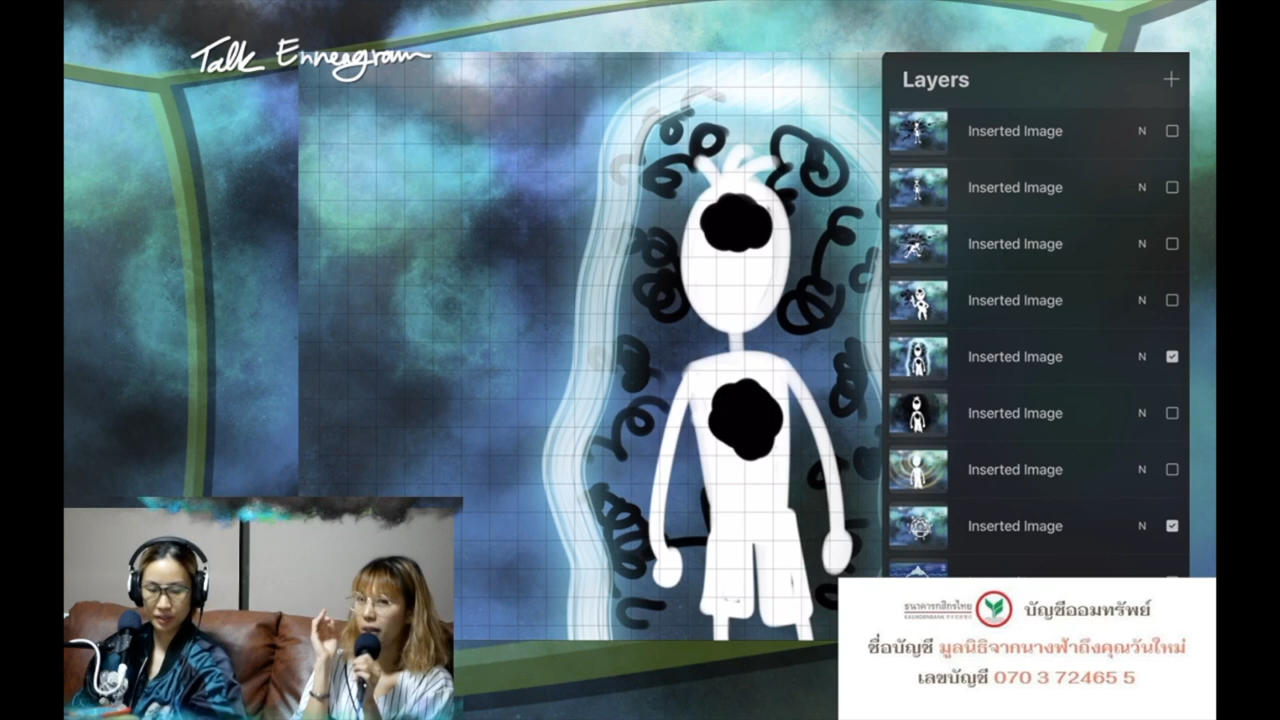 Talk Enneagram
Layers
Inserted Image N
Inserted Image N
Inserted Image N
Inserted Image N
Inserted Image N
Inserted Image N
Inserted Image N
Inserted Image N
ธนาคารกสิกรไทย บัญชีออมทรัพย์
KASIKORNBANK
ชื่อบัญชี มูลนิธิจากนางฟ้าถึงคุณวันใหม่
เลขบัญชี 070 3 72465 5